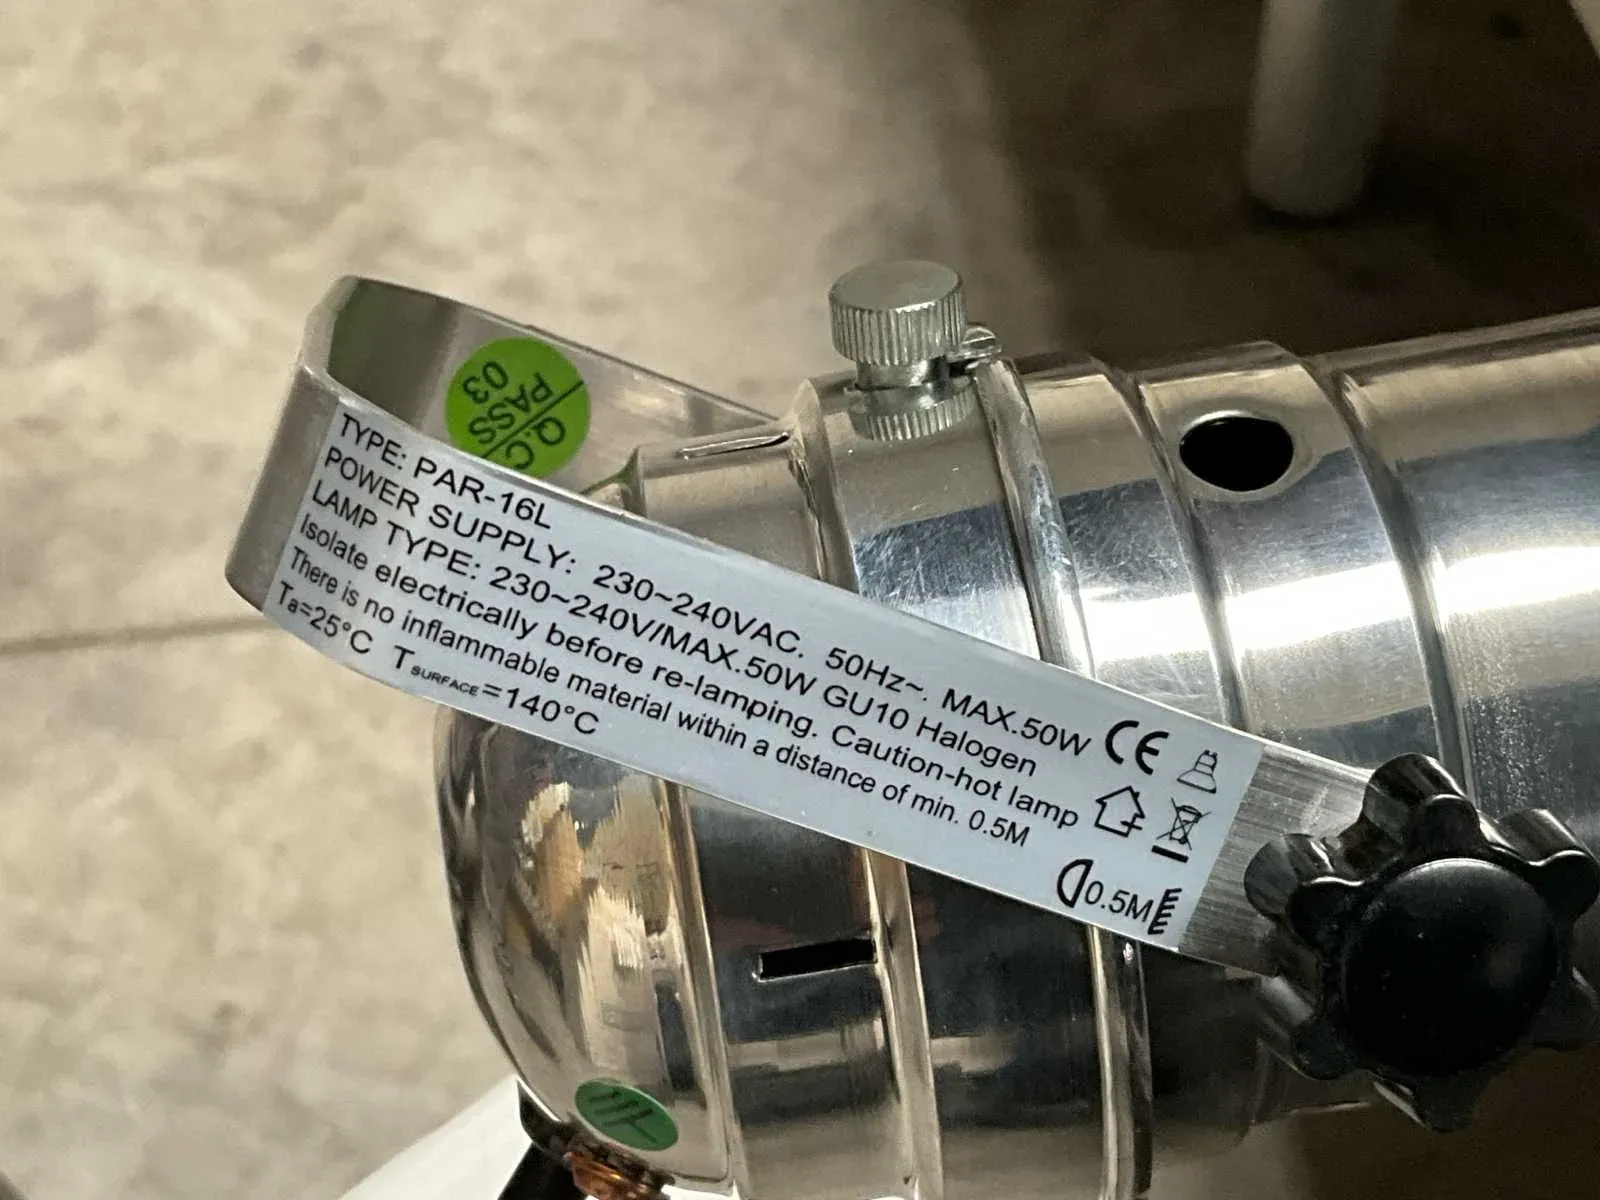 TYPE: PAR-16L
POWER SUPPLY: 230~240VAC. 50Hz~. MAX.50W
LAMP TYPE: 230~240V/MAX.50W GU10 Halogen
Isolate electrically before re-lamping. Caution-hot lamp
There is no inflammable material within a distance of min. 0.5M
Ta=25°C TSURFACE=140°C
CE
0.5M
Q.C
PASS
03